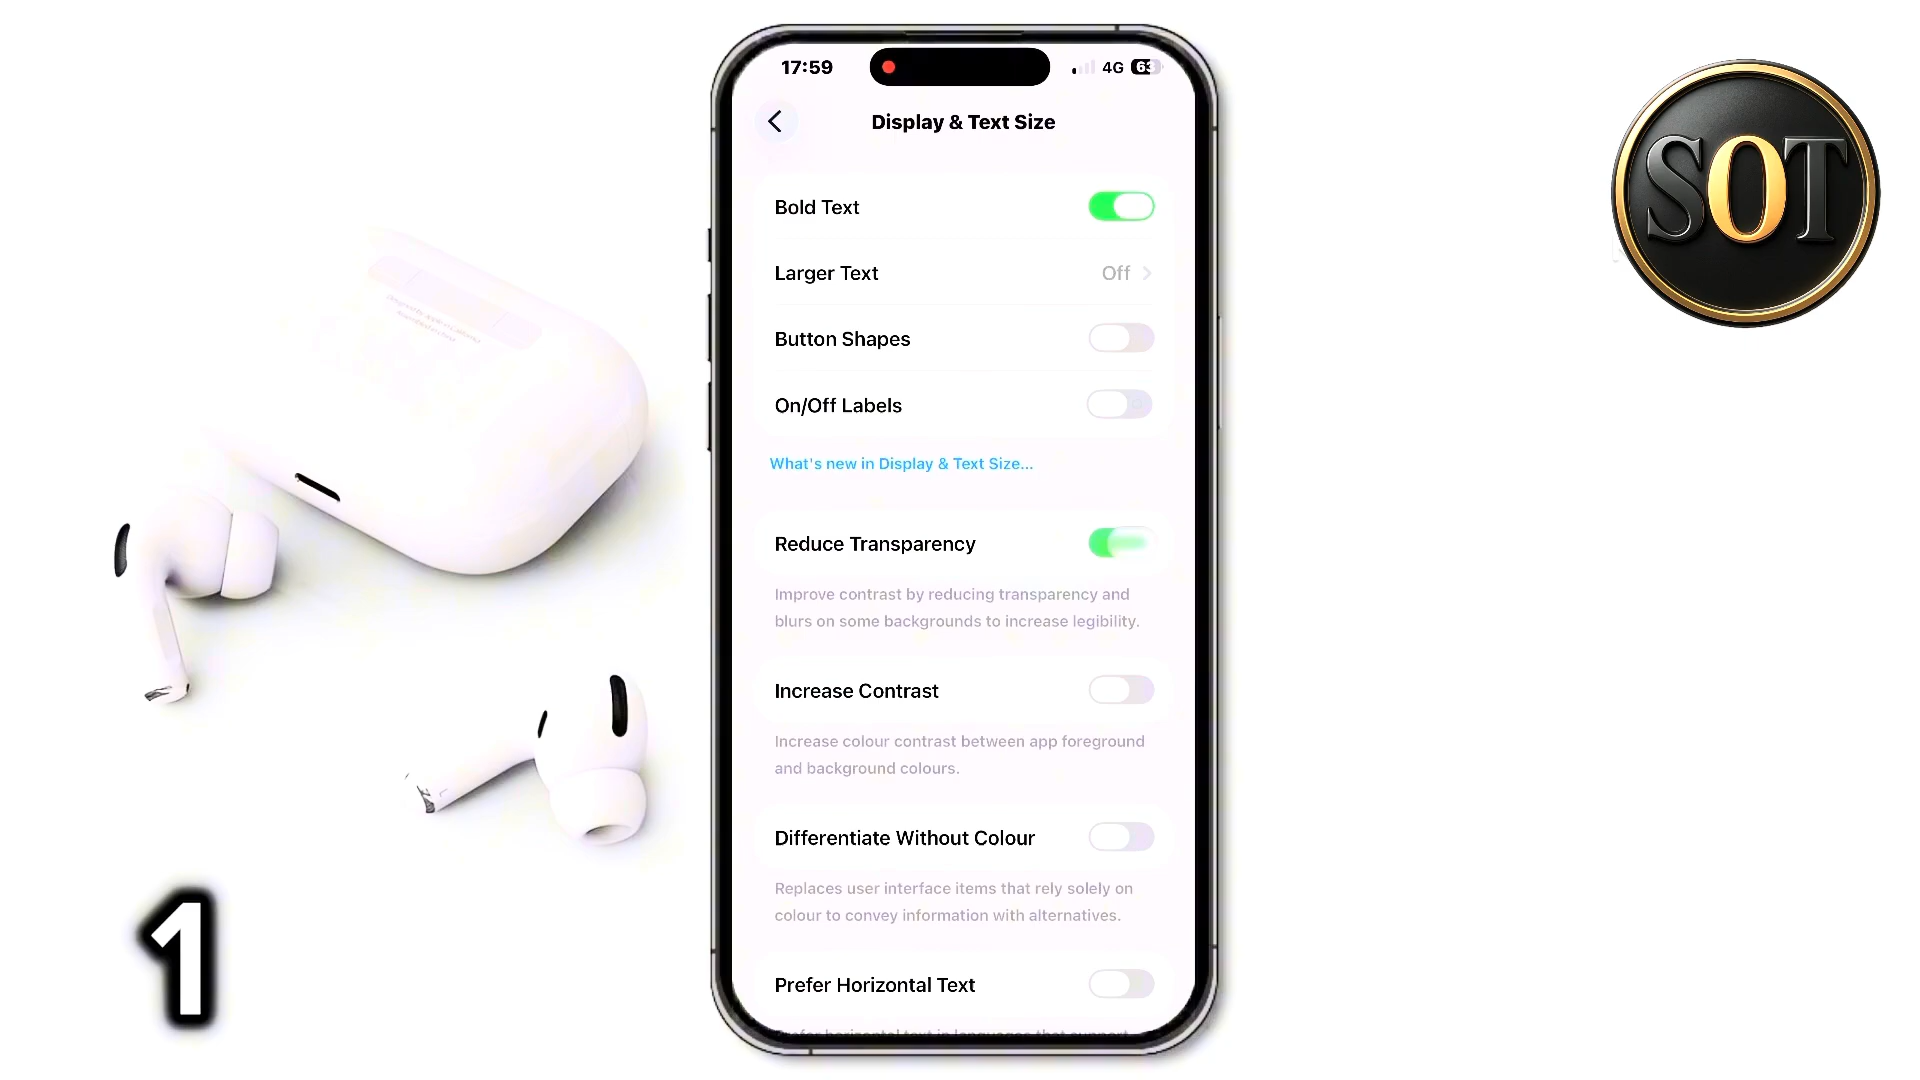 17:59
4G
SOT
Display & Text Size
Bold Text
Larger Text
Off
Button Shapes
On/Off Labels
What's new in Display & Text Size...
Reduce Transparency
Improve contrast by reducing transparency and
blurs on some backgrounds to increase legibility.
Increase Contrast
Increase colour contrast between app foreground
and background colours.
Differentiate Without Colour
Replaces user interface items that rely solely on
colour to convey information with alternatives.
Prefer Horizontal Text
1